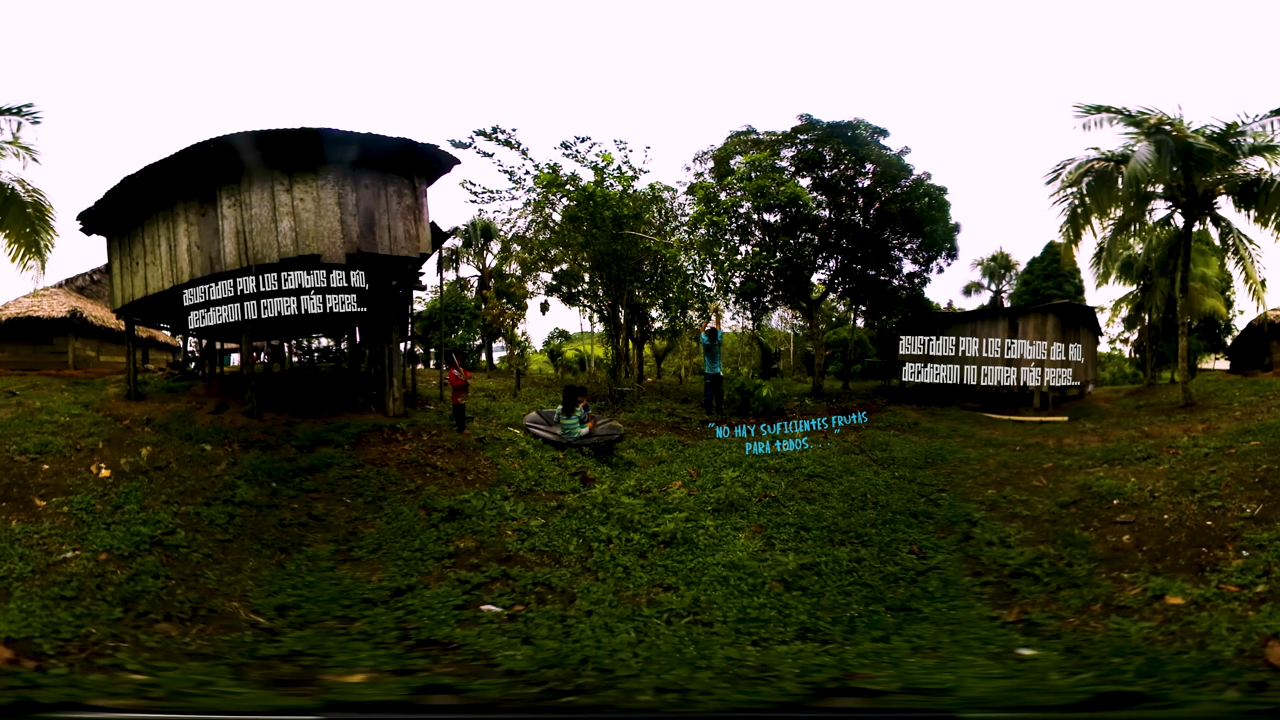 ASUSTADOS POR LOS CAMBIOS DEL RÍO,
DECIDIERON NO COMER MÁS PECES...
"NO HAY SUFICIENTES FRUTAS
PARA TODOS...."
ASUSTADOS POR LOS CAMBIOS DEL RÍO,
DECIDIERON NO COMER MÁS PECES...